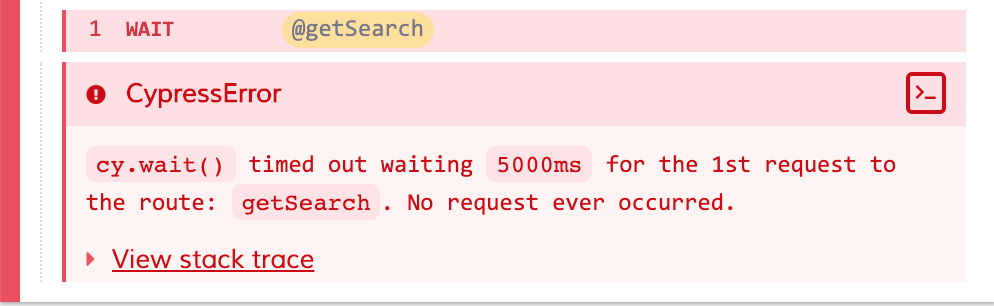 1 WAIT @getSearch
CypressError
cy.wait() timed out waiting 5000ms for the 1st request to
the route: getSearch. No request ever occurred.
View stack trace